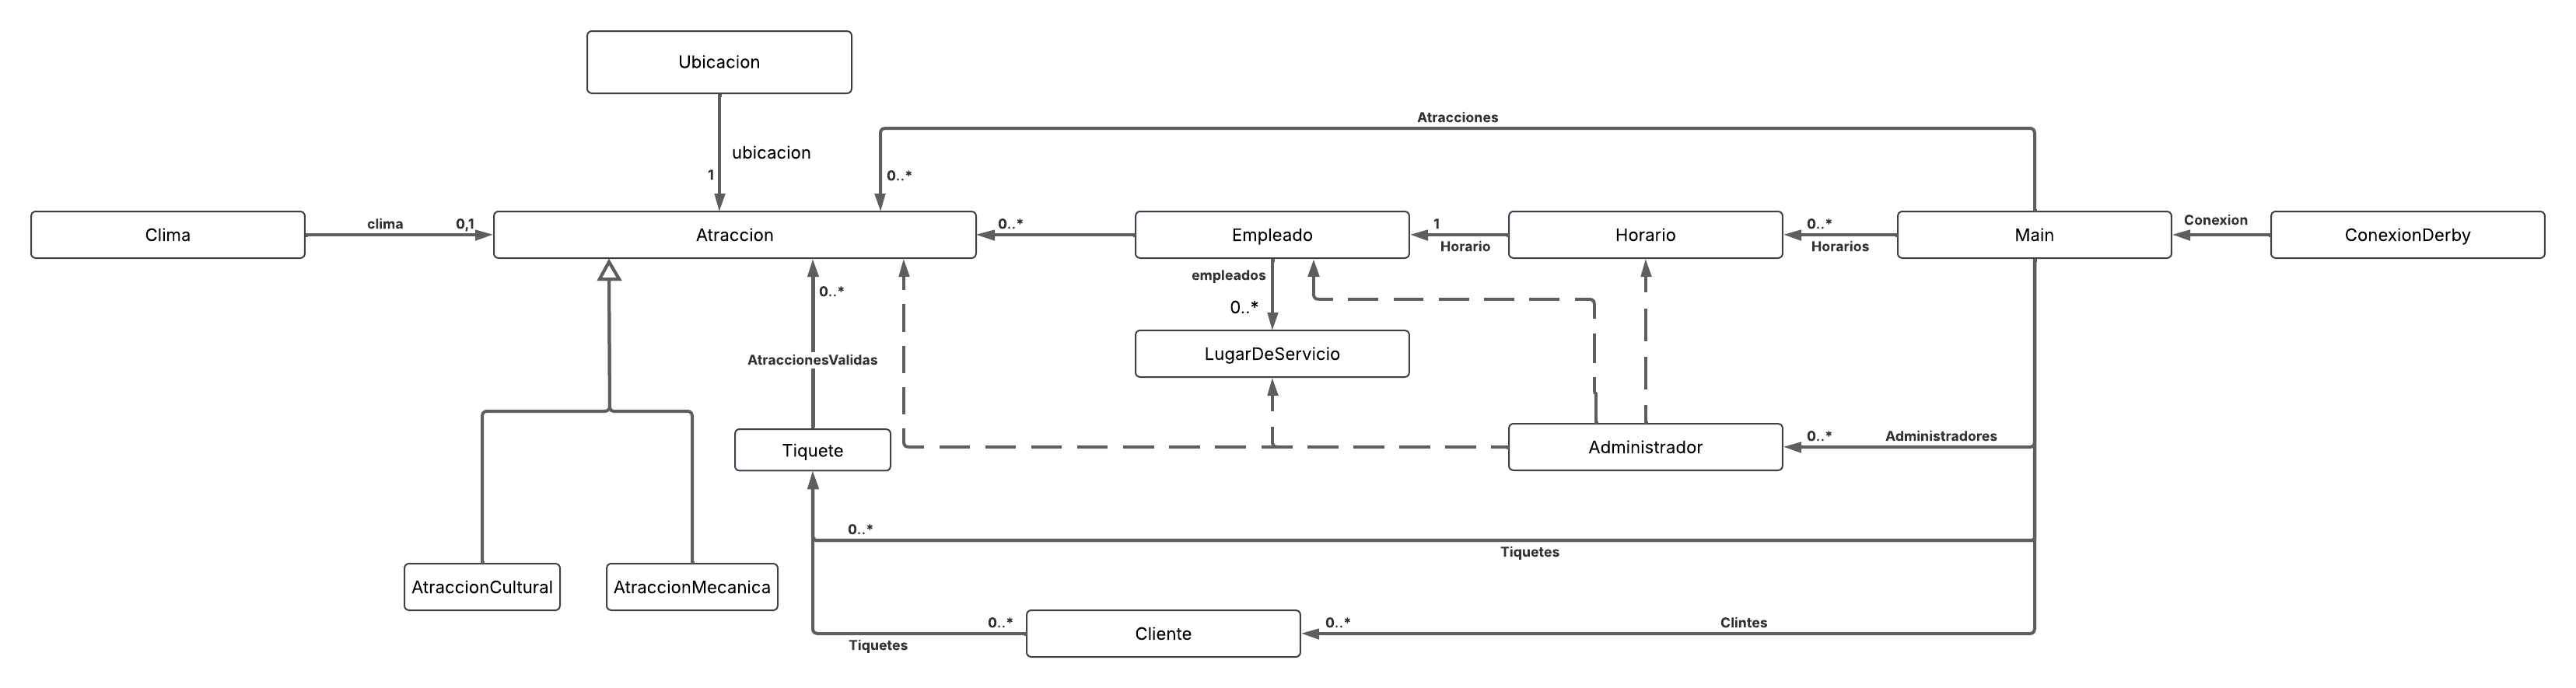 Ubicacion
Atracciones
ubicacion
1
0..*
Clima
clima
0,1
Atraccion
0..*
Empleado
1
Horario
Horario
0..*
Horarios
Main
Conexion
ConexionDerby
empleados
0..*
0..*
LugarDeServicio
AtraccionesValidas
Tiquete
Administrador
0..*
Administradores
0..*
Tiquetes
AtraccionCultural
AtraccionMecanica
0..*
Tiquetes
Cliente
0..*
Clintes